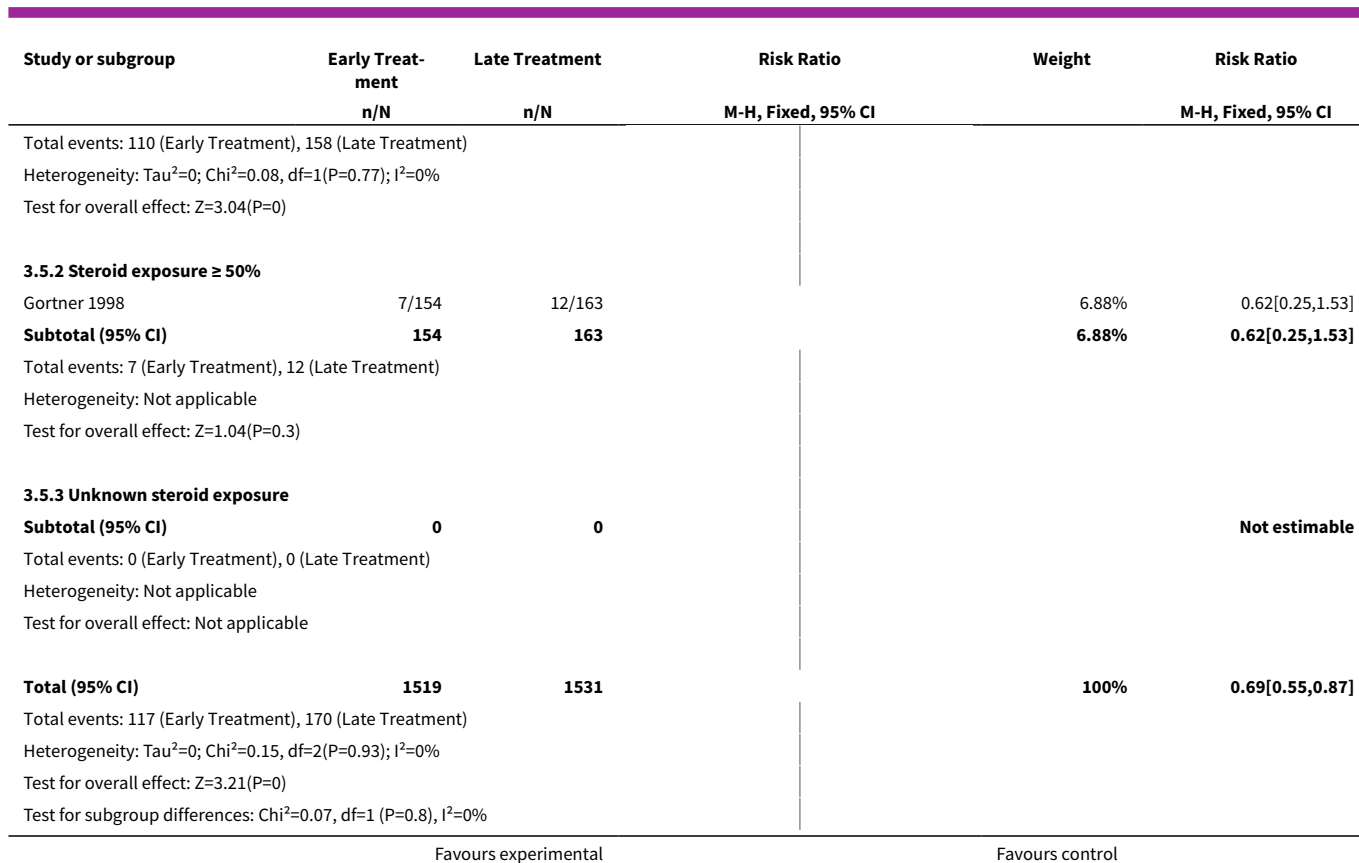 Study or subgroup Early Treat- Late Treatment Risk Ratio Weight Risk Ratio
ment
n/N n/N M-H, Fixed, 95% CI M-H, Fixed, 95% CI
Total events: 110 (Early Treatment), 158 (Late Treatment)
Heterogeneity: Tau²=0; Chi²=0.08, df=1(P=0.77); I²=0%
Test for overall effect: Z=3.04(P=0)
3.5.2 Steroid exposure ≥ 50%
Gortner 1998 7/154 12/163 6.88% 0.62[0.25,1.53]
Subtotal (95% CI) 154 163 6.88% 0.62[0.25,1.53]
Total events: 7 (Early Treatment), 12 (Late Treatment)
Heterogeneity: Not applicable
Test for overall effect: Z=1.04(P=0.3)
3.5.3 Unknown steroid exposure
Subtotal (95% CI) 0 0 Not estimable
Total events: 0 (Early Treatment), 0 (Late Treatment)
Heterogeneity: Not applicable
Test for overall effect: Not applicable
Total (95% CI) 1519 1531 100% 0.69[0.55,0.87]
Total events: 117 (Early Treatment), 170 (Late Treatment)
Heterogeneity: Tau²=0; Chi²=0.15, df=2(P=0.93); I²=0%
Test for overall effect: Z=3.21(P=0)
Test for subgroup differences: Chi²=0.07, df=1 (P=0.8), I²=0%
Favours experimental Favours control